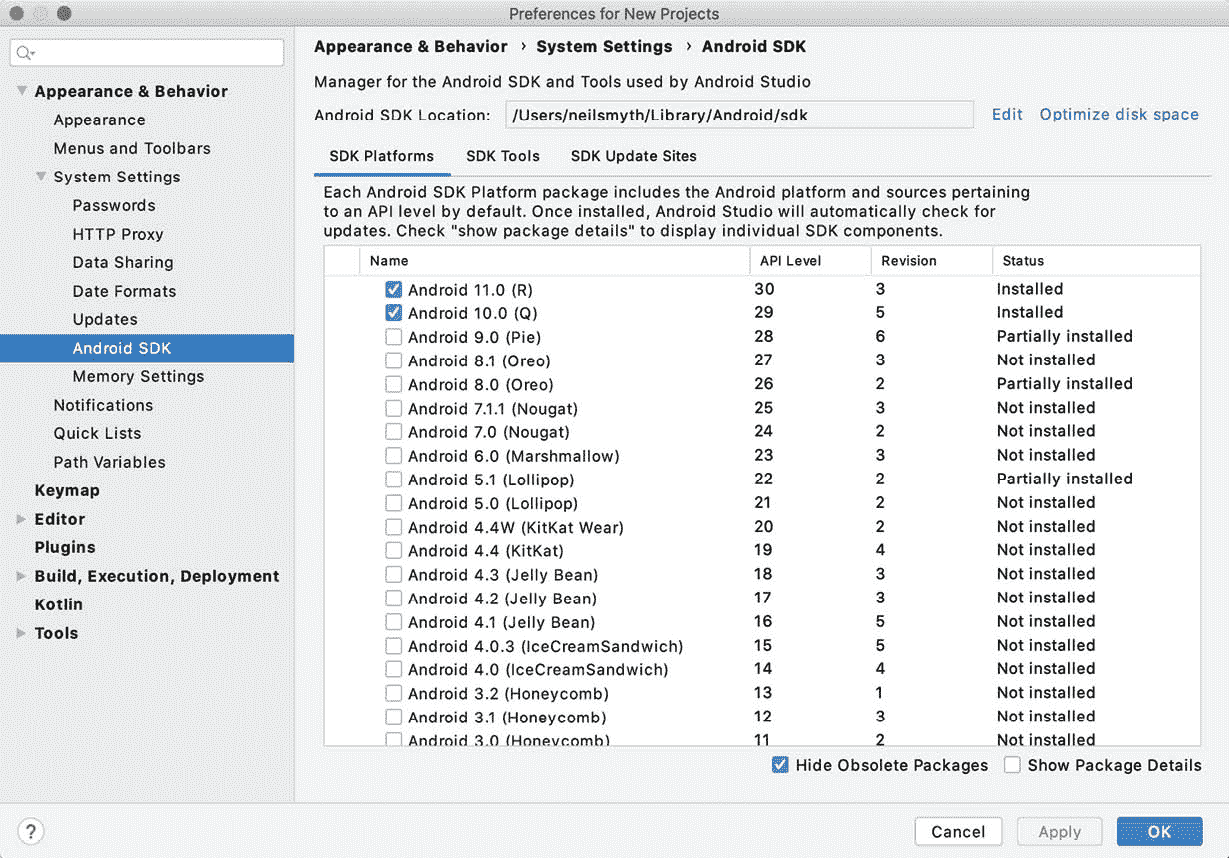 Preferences for New Projects
Appearance & Behavior
Appearance
Menus and Toolbars
System Settings
Passwords
HTTP Proxy
Data Sharing
Date Formats
Updates
Android SDK
Memory Settings
Notifications
Quick Lists
Path Variables
Keymap
Editor
Plugins
Build, Execution, Deployment
Kotlin
Tools
Appearance & Behavior › System Settings › Android SDK
Manager for the Android SDK and Tools used by Android Studio
Android SDK Location: /Users/neilsmyth/Library/Android/sdk Edit Optimize disk space
SDK Platforms SDK Tools SDK Update Sites
Each Android SDK Platform package includes the Android platform and sources pertaining
to an API level by default. Once installed, Android Studio will automatically check for
updates. Check "show package details" to display individual SDK components.
Name API Level Revision Status
Android 11.0 (R) 30 3 Installed
Android 10.0 (Q) 29 5 Installed
Android 9.0 (Pie) 28 6 Partially installed
Android 8.1 (Oreo) 27 3 Not installed
Android 8.0 (Oreo) 26 2 Partially installed
Android 7.1.1 (Nougat) 25 3 Not installed
Android 7.0 (Nougat) 24 2 Not installed
Android 6.0 (Marshmallow) 23 3 Not installed
Android 5.1 (Lollipop) 22 2 Partially installed
Android 5.0 (Lollipop) 21 2 Not installed
Android 4.4W (KitKat Wear) 20 2 Not installed
Android 4.4 (KitKat) 19 4 Not installed
Android 4.3 (Jelly Bean) 18 3 Not installed
Android 4.2 (Jelly Bean) 17 3 Not installed
Android 4.1 (Jelly Bean) 16 5 Not installed
Android 4.0.3 (IceCreamSandwich) 15 5 Not installed
Android 4.0 (IceCreamSandwich) 14 4 Not installed
Android 3.2 (Honeycomb) 13 1 Not installed
Android 3.1 (Honeycomb) 12 3 Not installed
Android 3.0 (Honeycomb) 11 2 Not installed
Hide Obsolete Packages Show Package Details
? Cancel Apply OK